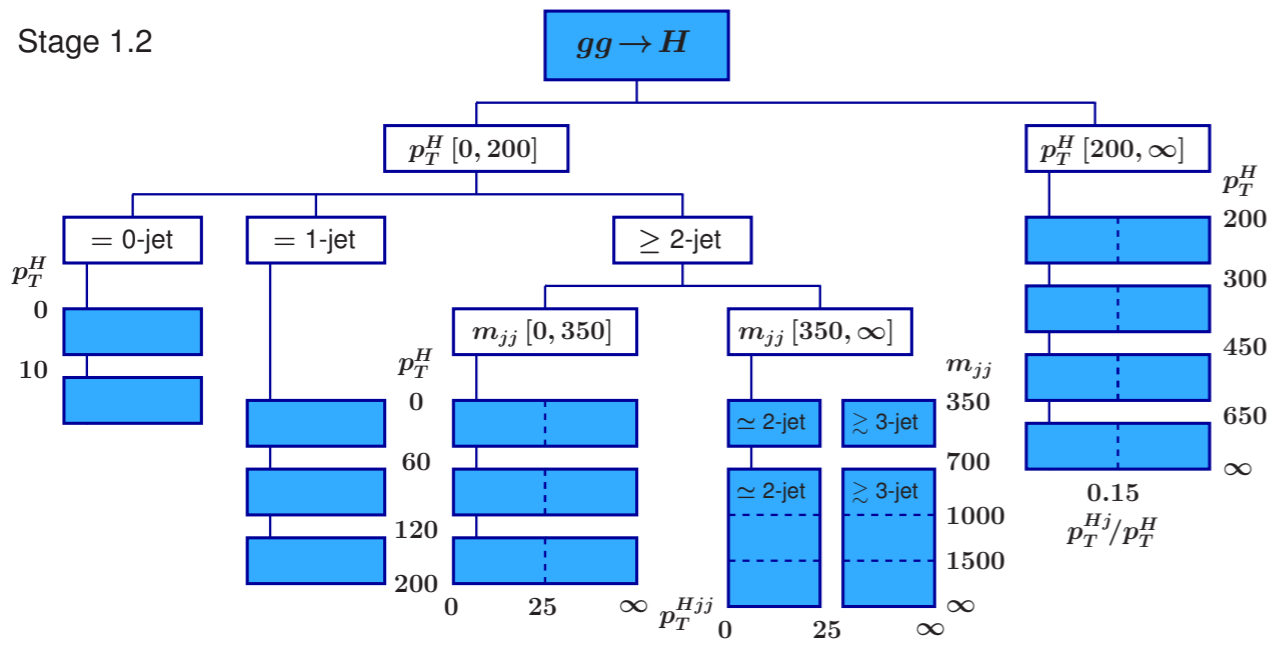 Stage 1.2
gg → H
p_T^H [0, 200]
p_T^H [200, ∞]
= 0-jet
= 1-jet
≥ 2-jet
p_T^H
0
10
m_jj [0, 350]
m_jj [350, ∞]
p_T^H
0
60
120
200
0 25 ∞
≃ 2-jet
≳ 3-jet
≃ 2-jet
≳ 3-jet
m_jj
350
700
1000
1500
∞
p_T^Hjj
0 25 ∞
p_T^H
200
300
450
650
∞
0.15
p_T^Hj/p_T^H